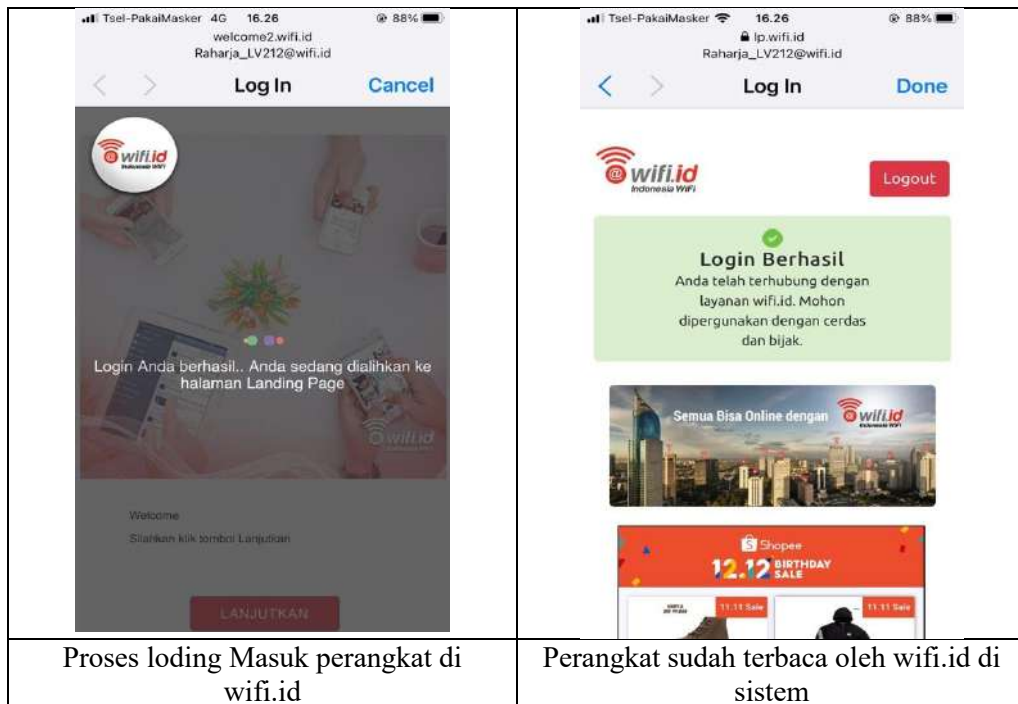 Tsel-PakaiMasker 4G 16.26 88%
welcome2.wifi.id
Raharja_LV212@wifi.id
Log In
Cancel
@wifi.id
Indonesia WiFi
Login Anda berhasil.. Anda sedang dialihkan ke
halaman Landing Page
@wifi.id
Welcome
Silahkan klik tombol Lanjutkan
LANJUTKAN
Proses loding Masuk perangkat di
wifi.id
Tsel-PakaiMasker 16.26 88%
lp.wifi.id
Raharja_LV212@wifi.id
Log In
Done
@wifi.id
Indonesia WiFi
Logout
Login Berhasil
Anda telah terhubung dengan
layanan wifi.id. Mohon
dipergunakan dengan cerdas
dan bijak.
Semua Bisa Online dengan @wifi.id
Indonesia WiFi
S Shopee
12.12 BIRTHDAY
SALE
11.11 Sale
11.11 Sale
Perangkat sudah terbaca oleh wifi.id di
sistem